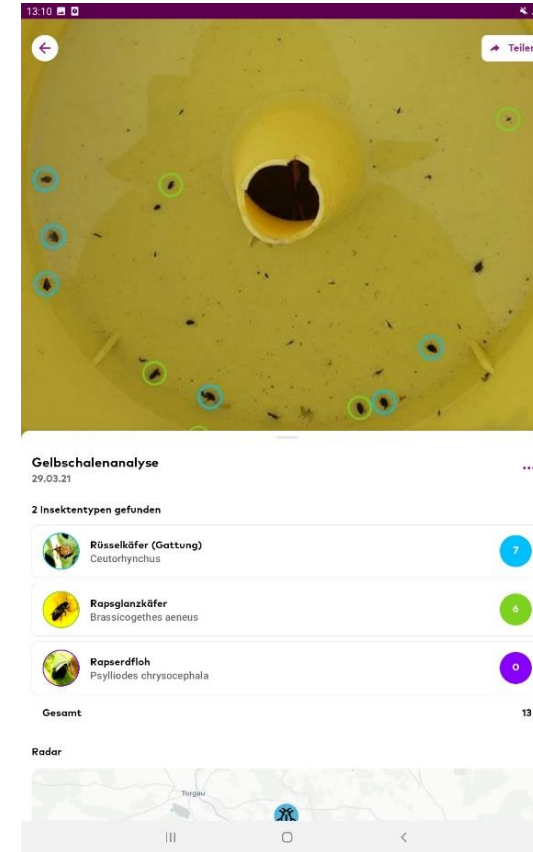 13:10
Teilen
Gelbschalenanalyse
29.03.21
2 Insektentypen gefunden
Rüsselkäfer (Gattung)
Ceutorhynchus
7
Rapsglanzkäfer
Brassicogethes aeneus
6
Rapserdfloh
Psylliodes chrysocephala
0
Gesamt
13
Radar
Torgau